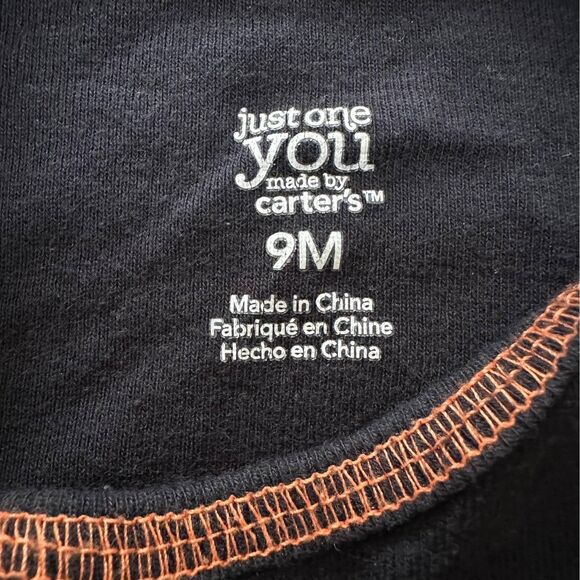 just one
you
made by
carter's™
9M
Made in China
Fabriqué en Chine
Hecho en China